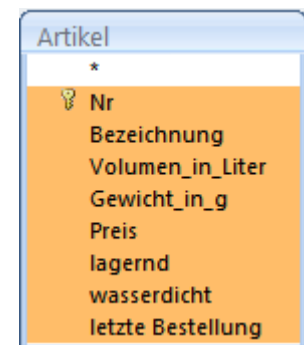 Artikel
*
Nr
Bezeichnung
Volumen_in_Liter
Gewicht_in_g
Preis
lagernd
wasserdicht
letzte Bestellung